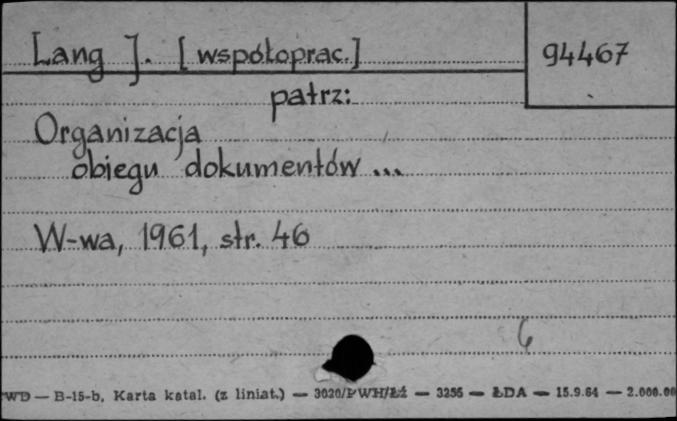 Lang J. [współoprac.]
94467
patrz:
Organizacja
obiegu dokumentów ...
W-wa, 1961, str. 46
6
WD — B-15-b, Karta katal. (z liniat.) — 3020/PWH/Łź — 3256 — ŁDA — 15.9.64 — 2.000.00